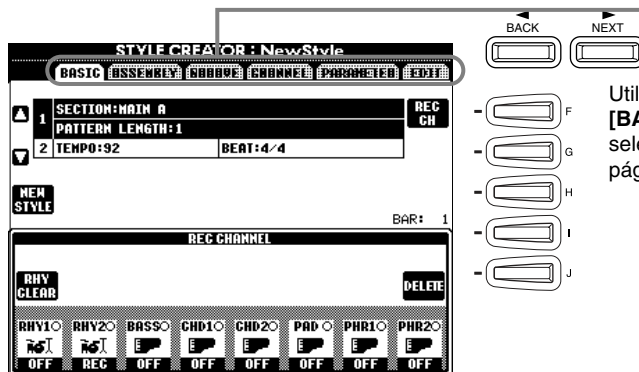 BACK NEXT
STYLE CREATOR : NewStyle
BASIC ASSEMBLY GROOVE CHANNEL PARAMETER EDIT
1 SECTION:MAIN A
PATTERN LENGTH:1
REC CH
2 TEMPO:92 BEAT:4/4
NEW STYLE
BAR: 1
REC CHANNEL
RHY CLEAR
DELETE
RHY1 RHY2 BASS CHD1 CHD2 PAD PHR1 PHR2
OFF REC OFF OFF OFF OFF OFF OFF
F
G
H
I
J
Util
[BA
sele
pág